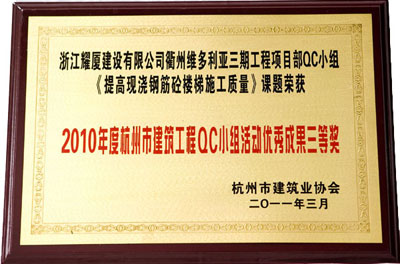 浙江耀厦建设有限公司衢州维多利亚三期工程项目部QC小组
《提高现浇钢筋砼楼梯施工质量》课题荣获
2010年度杭州市建筑工程QC小组活动优秀成果三等奖
杭州市建筑业协会
二〇一一年三月